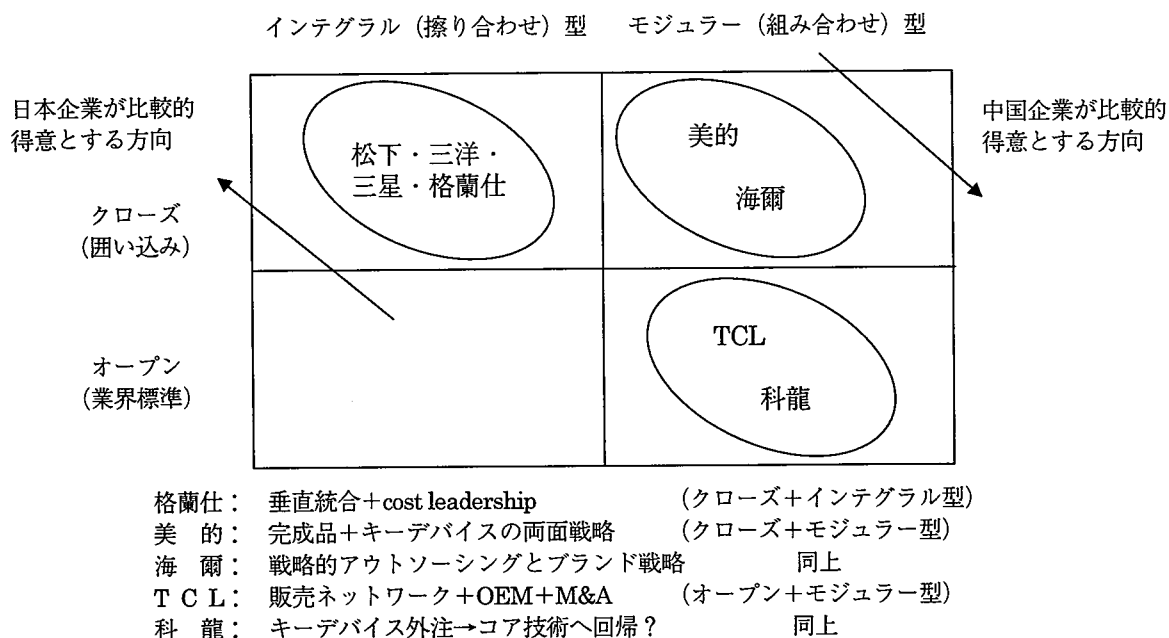 インテグラル（擦り合わせ）型　モジュラー（組み合わせ）型
日本企業が比較的
得意とする方向
中国企業が比較的
得意とする方向
クローズ
（囲い込み）
松下・三洋・
三星・格蘭仕
美的
海爾
オープン
（業界標準）
TCL
科龍
格蘭仕：　垂直統合＋cost leadership　（クローズ＋インテグラル型）
美　的：　完成品＋キーデバイスの両面戦略　（クローズ＋モジュラー型）
海　爾：　戦略的アウトソーシングとブランド戦略　同上
T C L：　販売ネットワーク＋OEM＋M&A　（オープン＋モジュラー型）
科　龍：　キーデバイス外注→コア技術へ回帰？　同上